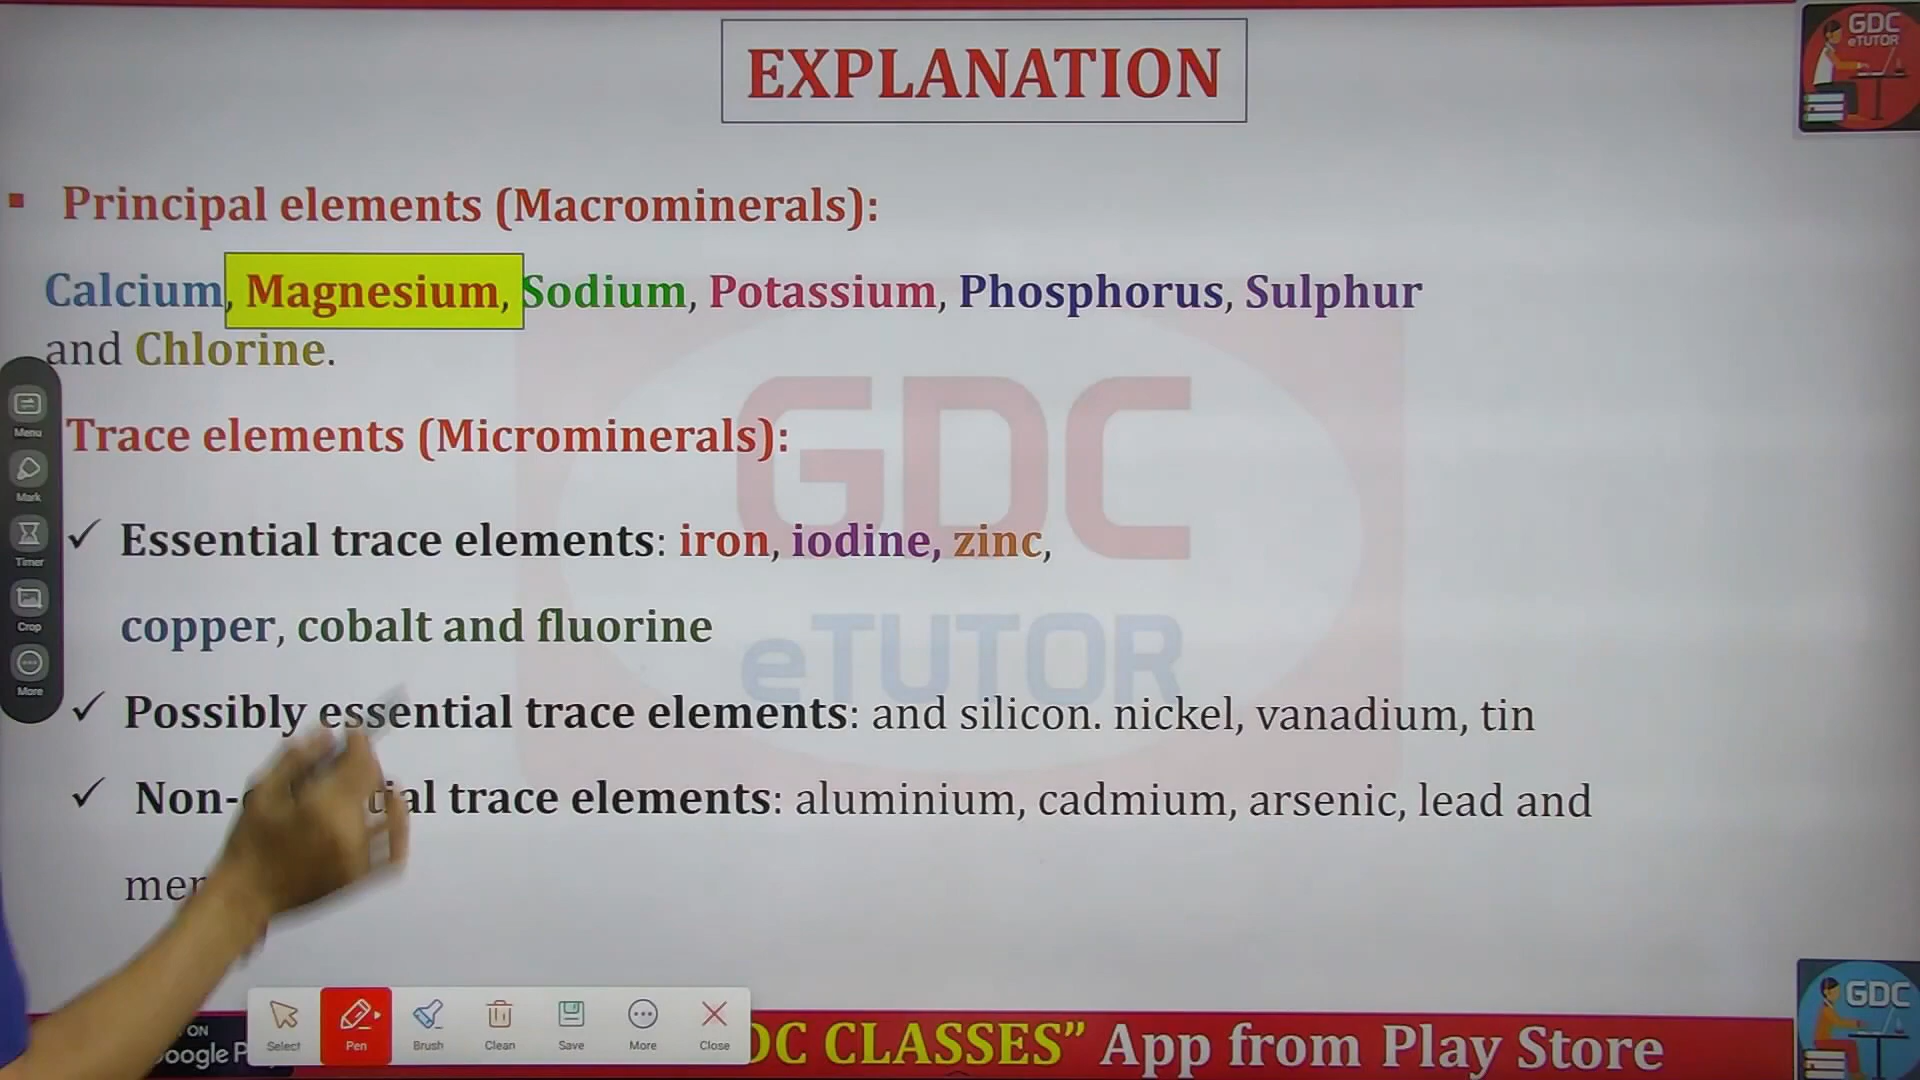 EXPLANATION
GDC
eTUTOR
▪ Principal elements (Macrominerals):
Calcium, Magnesium, Sodium, Potassium, Phosphorus, Sulphur
and Chlorine.
Trace elements (Microminerals):
✓ Essential trace elements: iron, iodine, zinc,
copper, cobalt and fluorine
✓ Possibly essential trace elements: and silicon. nickel, vanadium, tin
✓ trace elements: aluminium, cadmium, arsenic, lead and
GDC
eTUTOR
Menu
Mark
Timer
Crop
More
Select
Pen
Brush
Clean
Save
More
Close
ON
CLASSES” App from Play Store
GDC